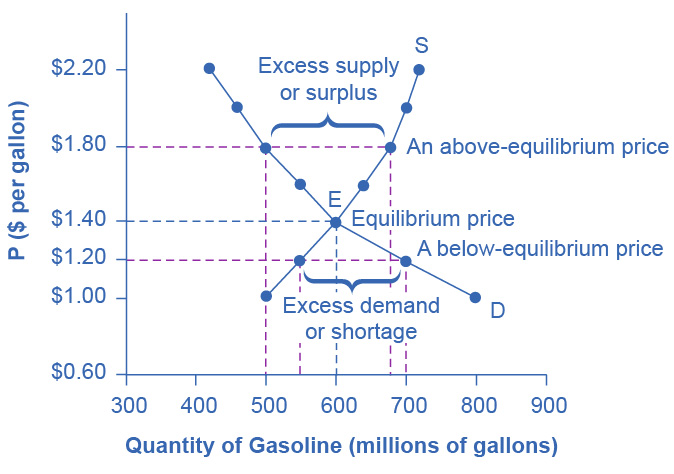 S
$2.20
Excess supply
or surplus
$1.80
An above-equilibrium price
E
$1.40
Equilibrium price
A below-equilibrium price
$1.20
$1.00
Excess demand
or shortage
D
$0.60
300 400 500 600 700 800 900
P ($ per gallon)
Quantity of Gasoline (millions of gallons)